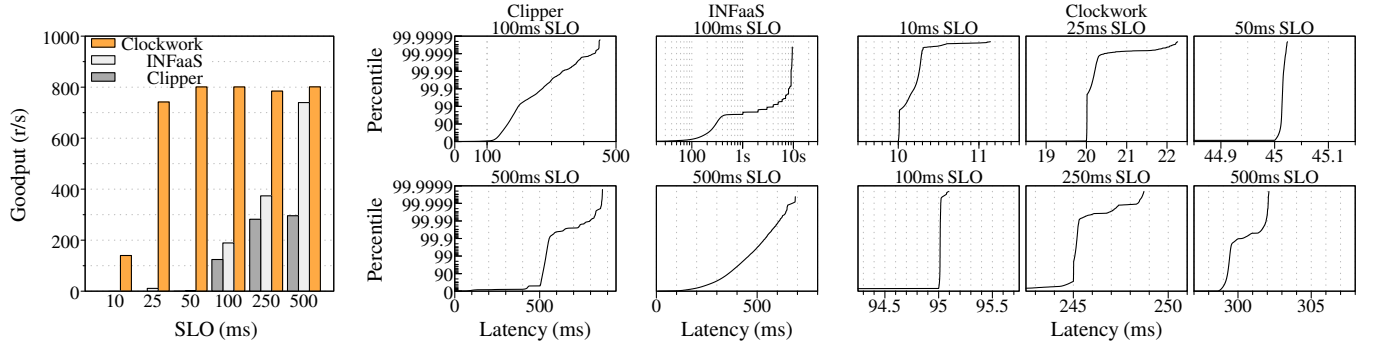 1000
800
600
400
200
0
Goodput (r/s)
Clockwork
INFaaS
Clipper
10 25 50 100 250 500
SLO (ms)
Clipper
100ms SLO
99.9999
99.99
99.9
99
90
0
Percentile
0 100 500
INFaaS
100ms SLO
100 1s 10s
500ms SLO
99.9999
99.99
99.9
99
90
0
Percentile
0 500
Latency (ms)
500ms SLO
0 500
Latency (ms)
Clockwork
10ms SLO
10 11
25ms SLO
19 20 21 22
50ms SLO
44.9 45 45.1
100ms SLO
94.5 95 95.5
250ms SLO
245 250
500ms SLO
300 305
Latency (ms)